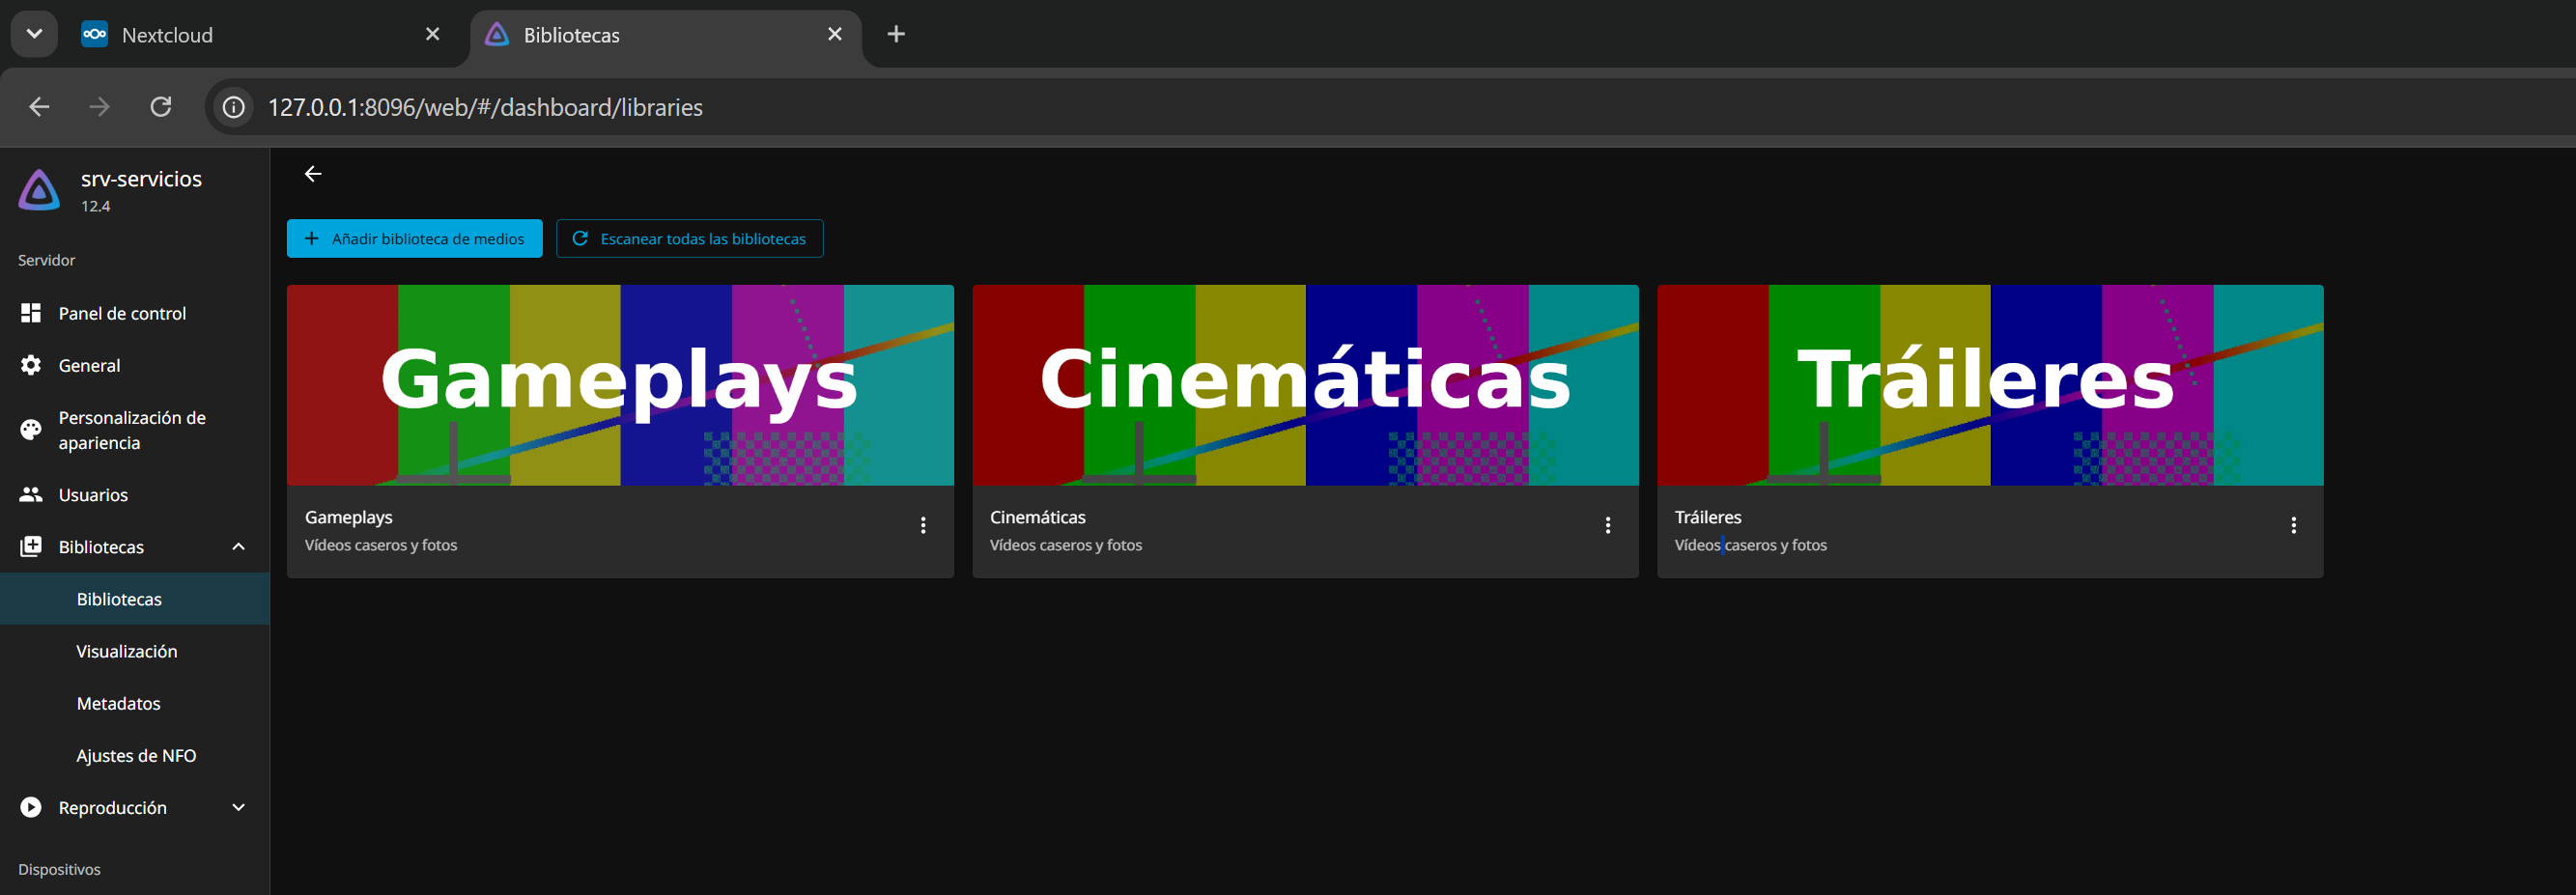 Nextcloud
Bibliotecas
127.0.0.1:8096/web/#/dashboard/libraries
srv-servicios
12.4
Servidor
Panel de control
General
Personalización de
apariencia
Usuarios
Bibliotecas
Bibliotecas
Visualización
Metadatos
Ajustes de NFO
Reproducción
Dispositivos
Añadir biblioteca de medios
Escanear todas las bibliotecas
Gameplays
Gameplays
Vídeos caseros y fotos
Cinemáticas
Cinemáticas
Vídeos caseros y fotos
Tráileres
Tráileres
Vídeos caseros y fotos